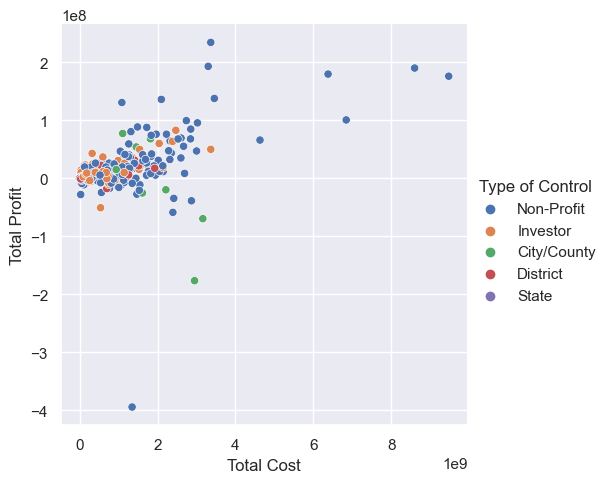 1e8
2
1
0
−1
−2
−3
−4
0 2 4 6 8
1e9
Total Cost
Total Profit
Type of Control
Non-Profit
Investor
City/County
District
State